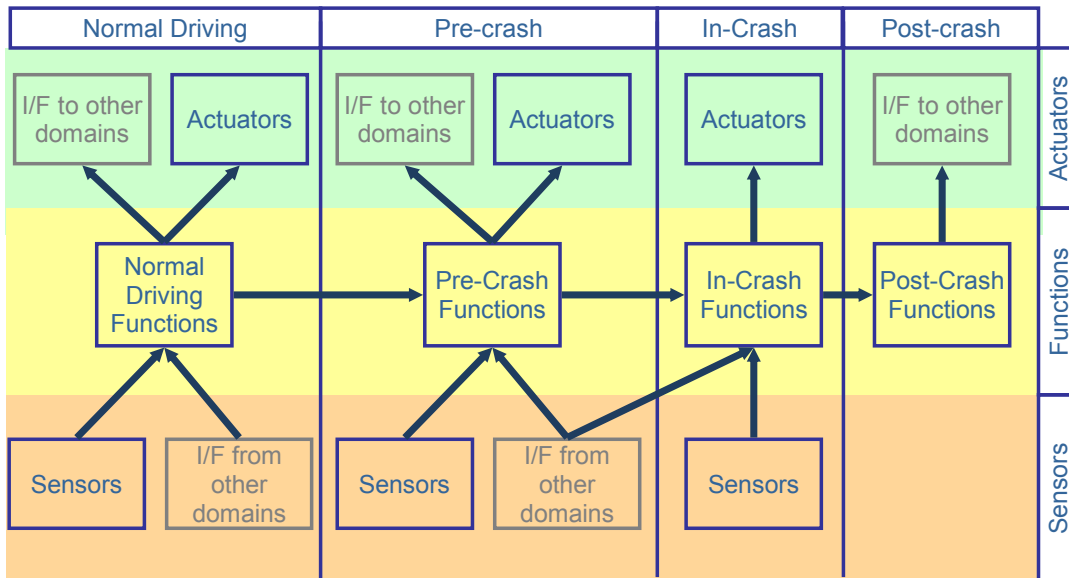 Normal Driving
Pre-crash
In-Crash
Post-crash
I/F to other
domains
Actuators
I/F to other
domains
Actuators
Actuators
I/F to other
domains
Actuators
Normal
Driving
Functions
Pre-Crash
Functions
In-Crash
Functions
Post-Crash
Functions
Functions
Sensors
I/F from
other
domains
Sensors
I/F from
other
domains
Sensors
Sensors